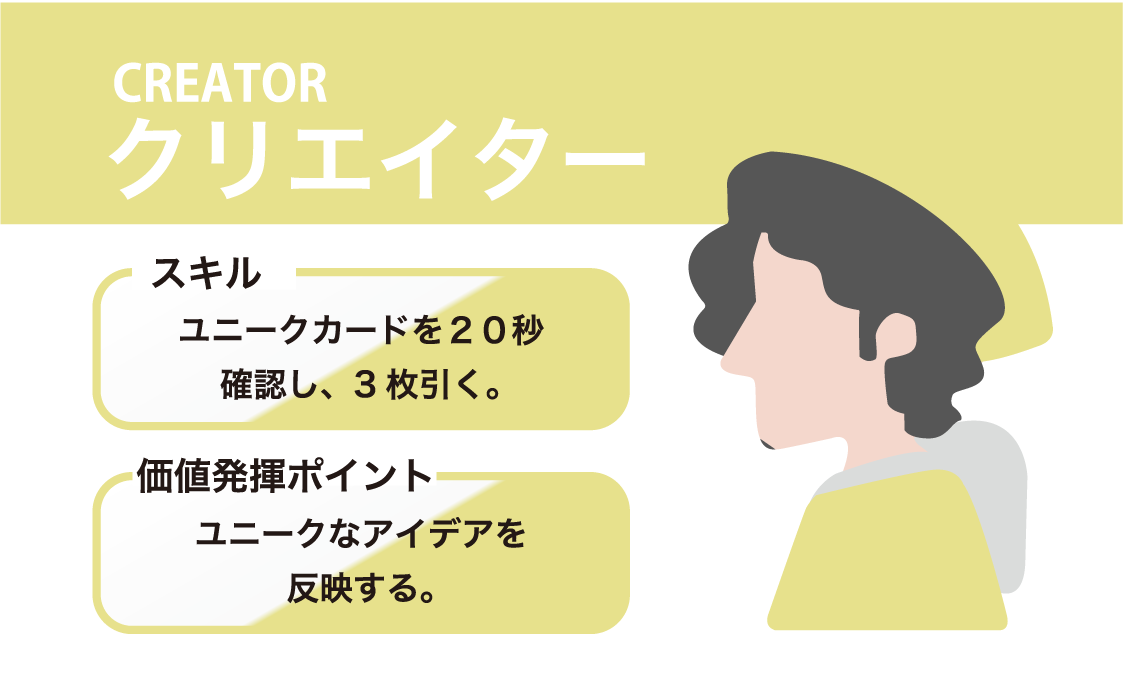 CREATOR
クリエイター
スキル
ユニークカードを２０秒
確認し、３枚引く。
価値発揮ポイント
ユニークなアイデアを
反映する。